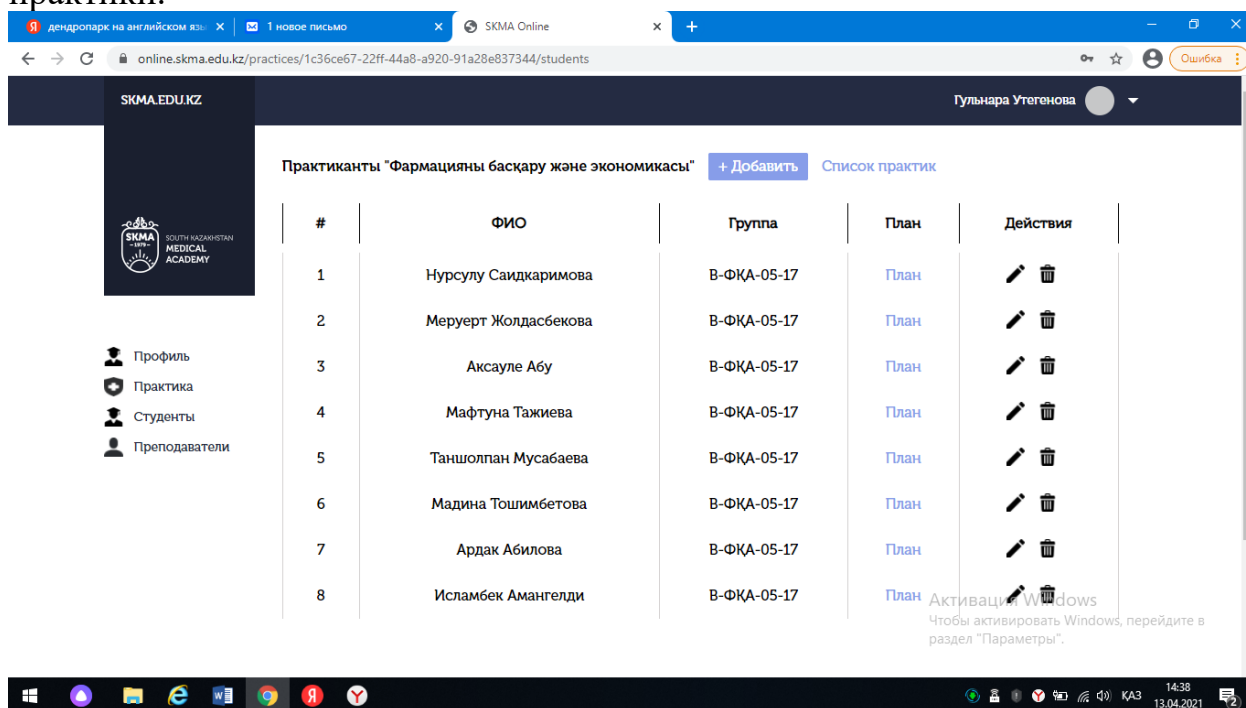 практики.
дендропарк на английском язы
1 новое письмо
SKMA Online
online.skma.edu.kz/practices/1c36ce67-22ff-44a8-a920-91a28e837344/students
Ошибка
SKMA.EDU.KZ
Гульнара Утегенова
Практиканты "Фармацияны басқару және экономикасы" + Добавить Список практик
SKMA
-1979-
SOUTH KAZAKHSTAN
MEDICAL
ACADEMY
Профиль
Практика
Студенты
Преподаватели
# ФИО Группа План Действия
1 Нурсулу Саидкаримова В-ФҚА-05-17 План
2 Меруерт Жолдасбекова В-ФҚА-05-17 План
3 Аксауле Абу В-ФҚА-05-17 План
4 Мафтуна Тажиева В-ФҚА-05-17 План
5 Таншолпан Мусабаева В-ФҚА-05-17 План
6 Мадина Тошимбетова В-ФҚА-05-17 План
7 Ардак Абилова В-ФҚА-05-17 План
8 Исламбек Амангелди В-ФҚА-05-17 План
Активация Windows
Чтобы активировать Windows, перейдите в
раздел "Параметры".
ҚАЗ
14:38
13.04.2021
2